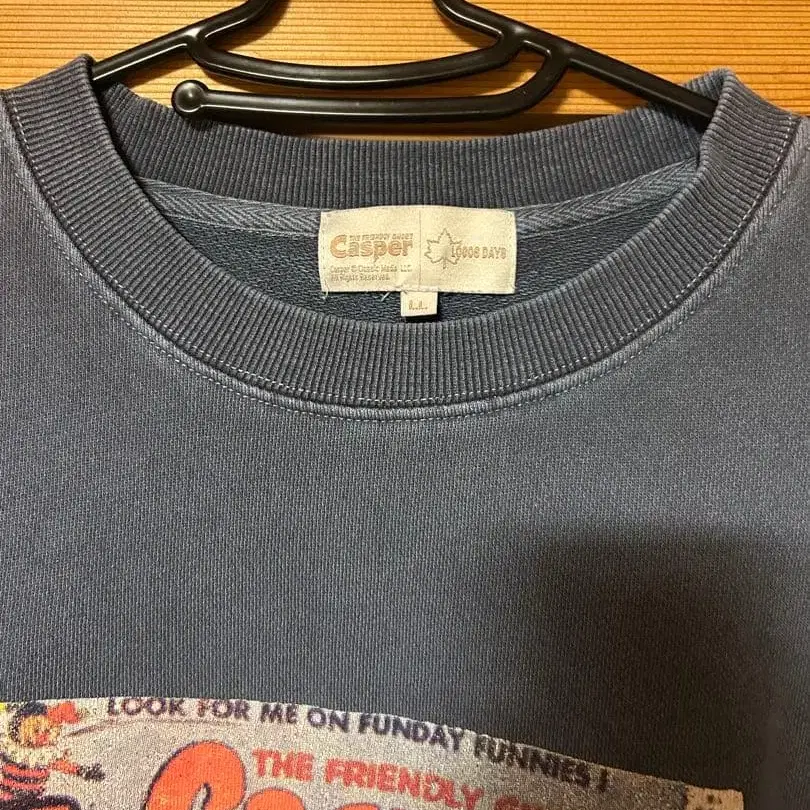 THE FRIENDLY GHOST
Casper
Casper © Classic Media LLC.
All Rights Reserved.
LOGOS DAYS
L.L.
LOOK FOR ME ON FUNDAY FUNNIES!
THE FRIENDLY